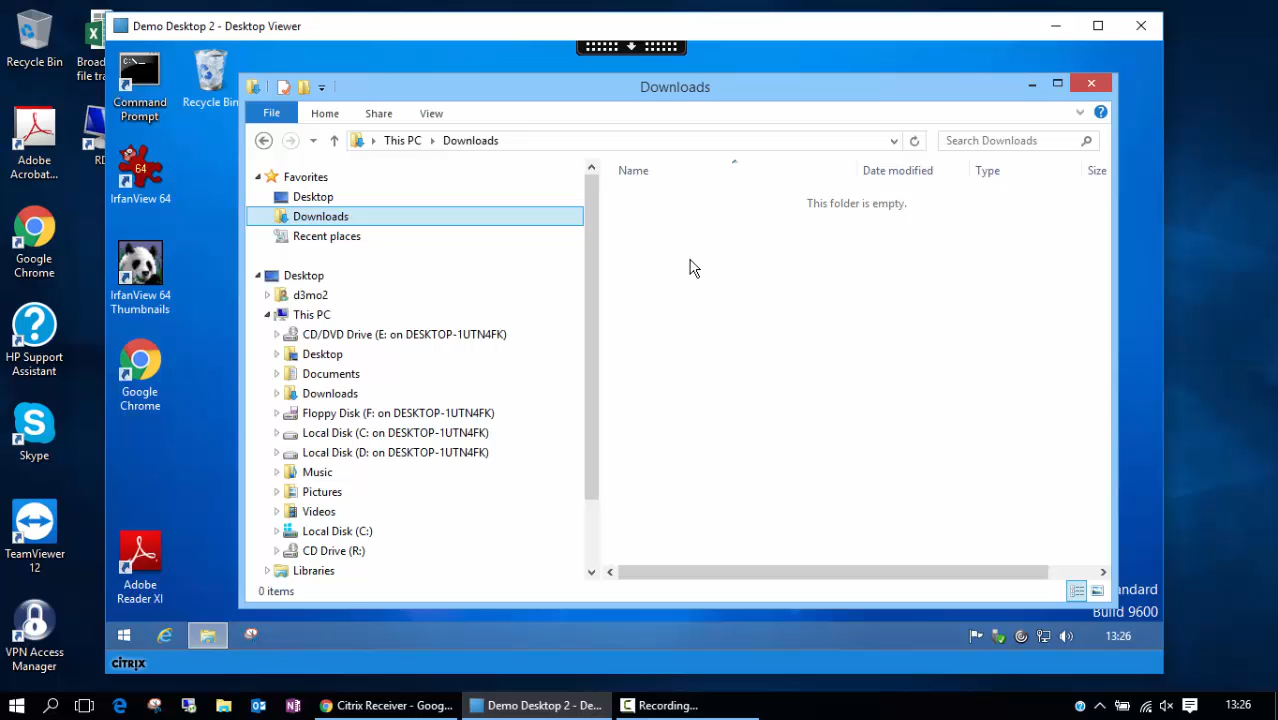 Demo Desktop 2 - Desktop Viewer
Recycle Bin
Broad
file tra
Adobe
Acrobat...
RD
Google
Chrome
HP Support
Assistant
Skype
TeamViewer
12
VPN Access
Manager
Command
Prompt
Recycle Bin
64
IrfanView 64
IrfanView 64
Thumbnails
Google
Chrome
Adobe
Reader XI
Downloads
File Home Share View
This PC Downloads
Search Downloads
Favorites
Desktop
Downloads
Recent places
Desktop
d3mo2
This PC
CD/DVD Drive (E: on DESKTOP-1UTN4FK)
Desktop
Documents
Downloads
Floppy Disk (F: on DESKTOP-1UTN4FK)
Local Disk (C: on DESKTOP-1UTN4FK)
Local Disk (D: on DESKTOP-1UTN4FK)
Music
Pictures
Videos
Local Disk (C:)
CD Drive (R:)
Libraries
Name Date modified Type Size
This folder is empty.
0 items
andard
Build 9600
13:26
CITRIX
Citrix Receiver - Goog...
Demo Desktop 2 - De...
Recording...
13:26